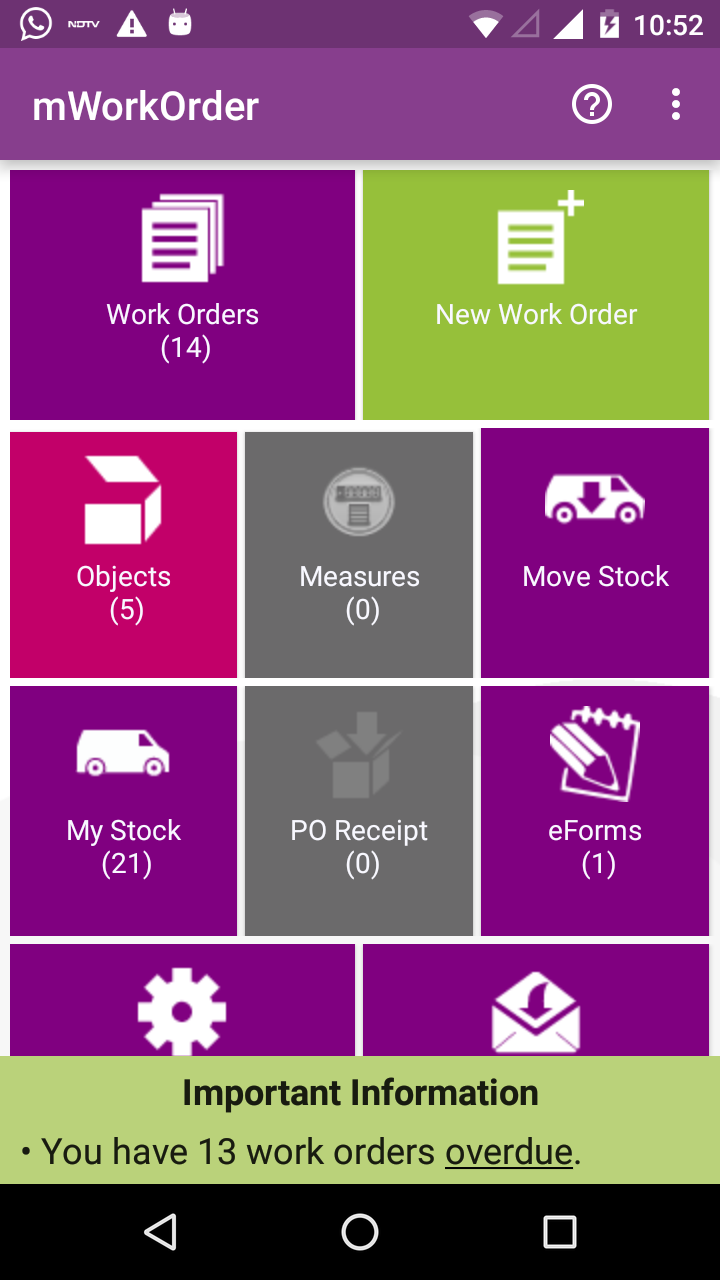 NDTV
10:52
mWorkOrder
Work Orders
(14)
New Work Order
Objects
(5)
Measures
(0)
Move Stock
My Stock
(21)
PO Receipt
(0)
eForms
(1)
Important Information
• You have 13 work orders overdue.